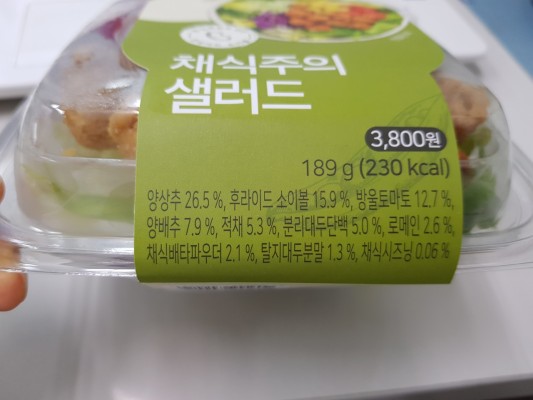 채식주의
샐러드
3,800원
189 g (230 kcal)
양상추 26.5 %, 후라이드 소이볼 15.9 %, 방울토마토 12.7 %,
양배추 7.9 %, 적채 5.3 %, 분리대두단백 5.0 %, 로메인 2.6 %,
채식배타파우더 2.1 %, 탈지대두분말 1.3 %, 채식시즈닝 0.06 %